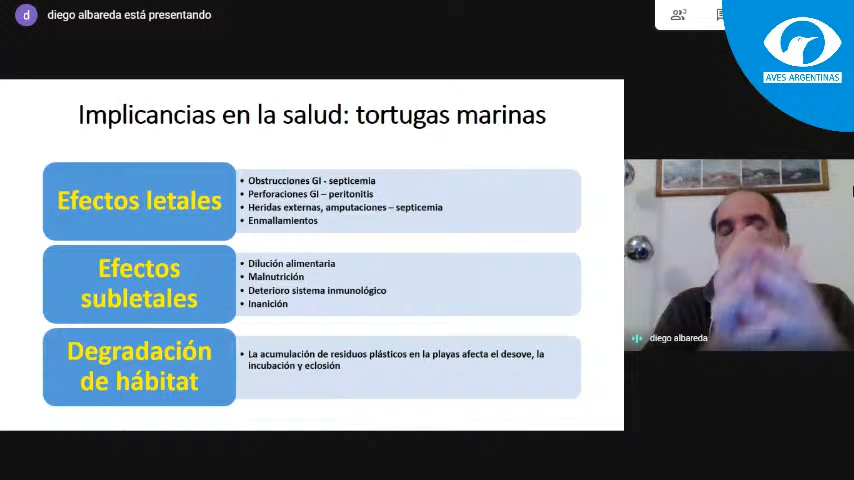 d
diego albareda está presentando
3
AVES ARGENTINAS
Implicancias en la salud: tortugas marinas
Efectos letales
• Obstrucciones GI - septicemia
• Perforaciones GI – peritonitis
• Heridas externas, amputaciones – septicemia
• Enmallamientos
Efectos
subletales
• Dilución alimentaria
• Malnutrición
• Deterioro sistema inmunológico
• Inanición
Degradación
de hábitat
• La acumulación de residuos plásticos en la playas afecta el desove, la
incubación y eclosión
diego albareda